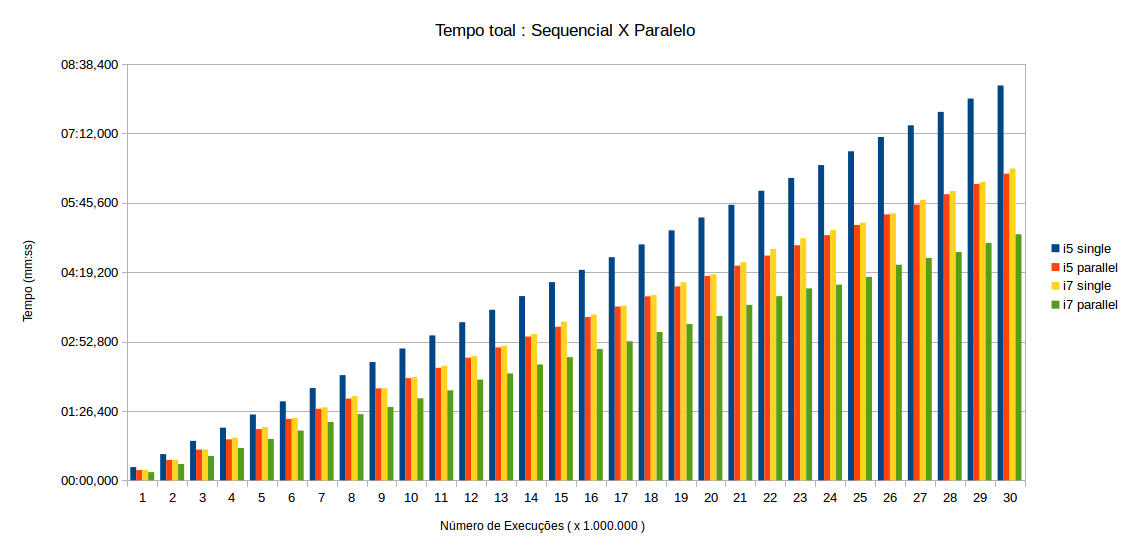 Tempo toal : Sequencial X Paralelo
08:38,400
07:12,000
05:45,600
04:19,200
02:52,800
01:26,400
00:00,000
Tempo (mm:ss)
1 2 3 4 5 6 7 8 9 10 11 12 13 14 15 16 17 18 19 20 21 22 23 24 25 26 27 28 29 30
Número de Execuções ( x 1.000.000 )
i5 single
i5 parallel
i7 single
i7 parallel